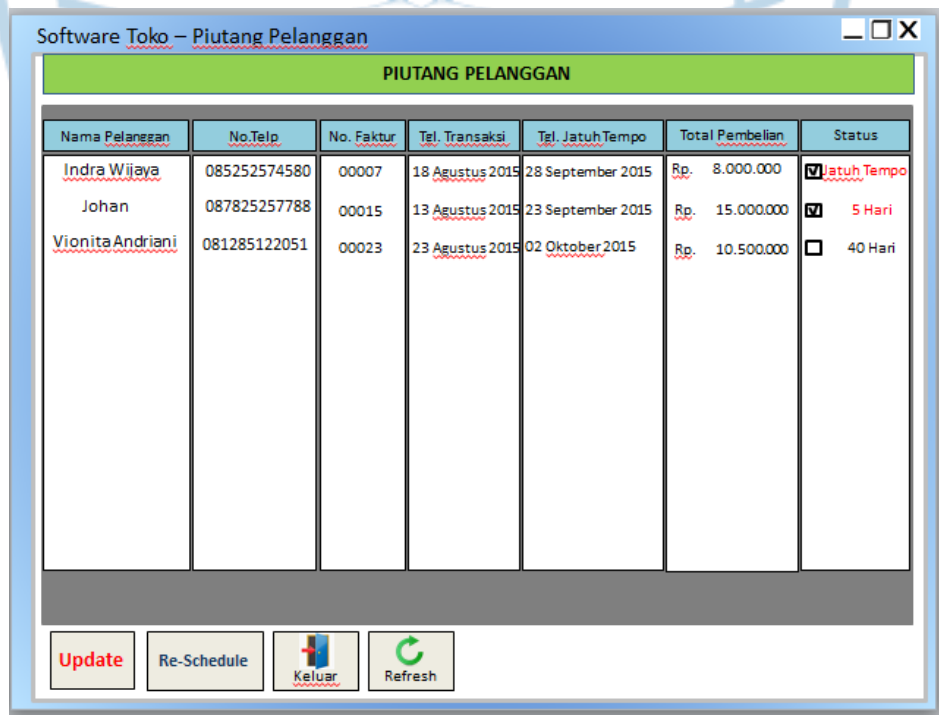 Software Toko – Piutang Pelanggan
PIUTANG PELANGGAN
Nama Pelanggan No.Telp No. Faktur Tgl. Transaksi Tgl. Jatuh Tempo Total Pembelian Status
Indra Wijaya 085252574580 00007 18 Agustus 2015 28 September 2015 Rp. 8.000.000 Jatuh Tempo
Johan 087825257788 00015 13 Agustus 2015 23 September 2015 Rp. 15.000.000 5 Hari
Vionita Andriani 081285122051 00023 23 Agustus 2015 02 Oktober 2015 Rp. 10.500.000 40 Hari
Update Re-Schedule Keluar Refresh